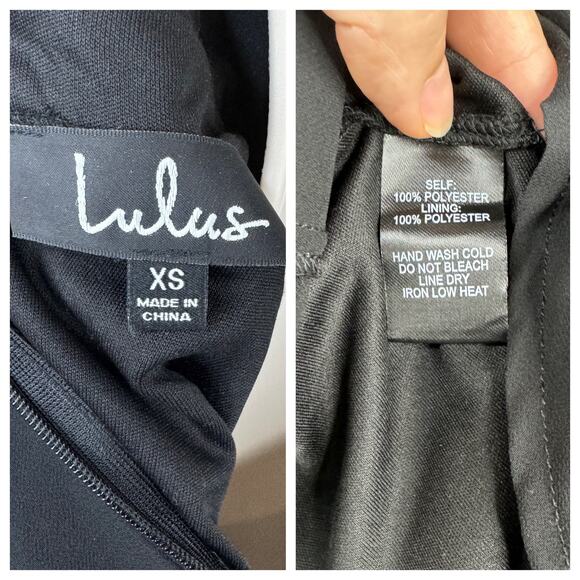 Lulus
XS
MADE IN
CHINA
SELF:
100% POLYESTER
LINING:
100% POLYESTER
HAND WASH COLD
DO NOT BLEACH
LINE DRY
IRON LOW HEAT